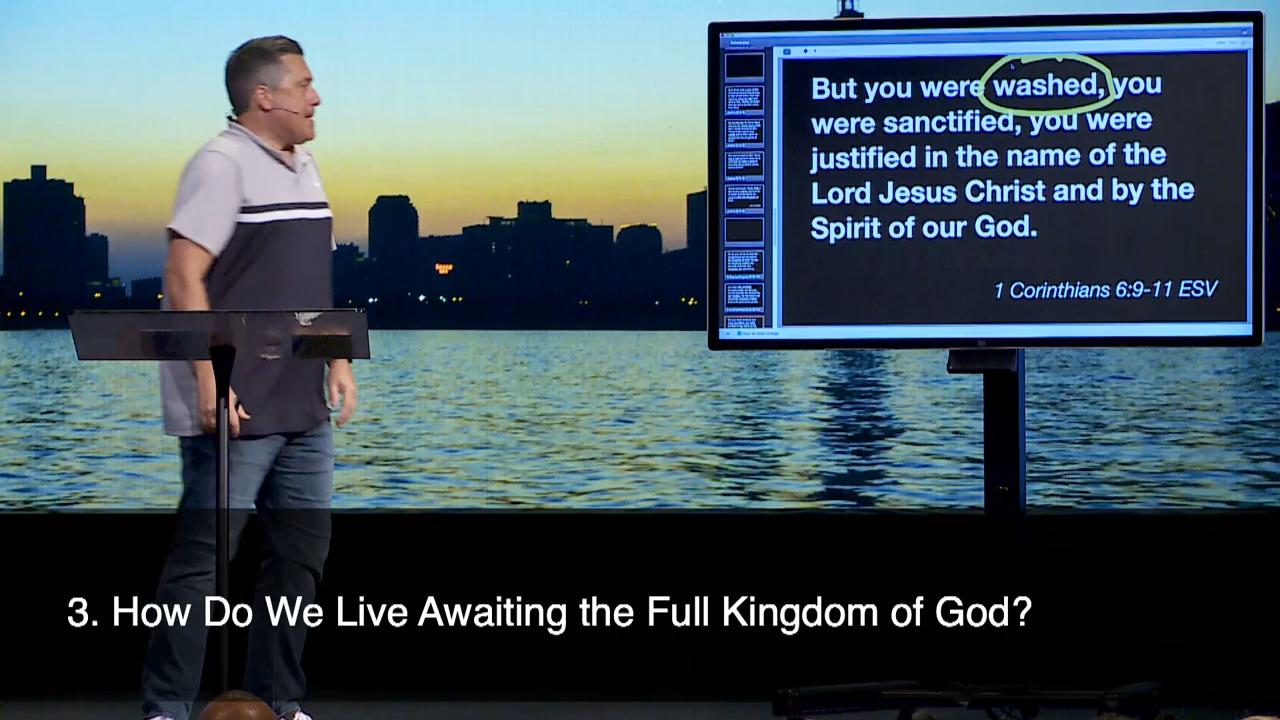 But you were washed, you
were sanctified, you were
justified in the name of the
Lord Jesus Christ and by the
Spirit of our God.
1 Corinthians 6:9-11 ESV
3. How Do We Live Awaiting the Full Kingdom of God?